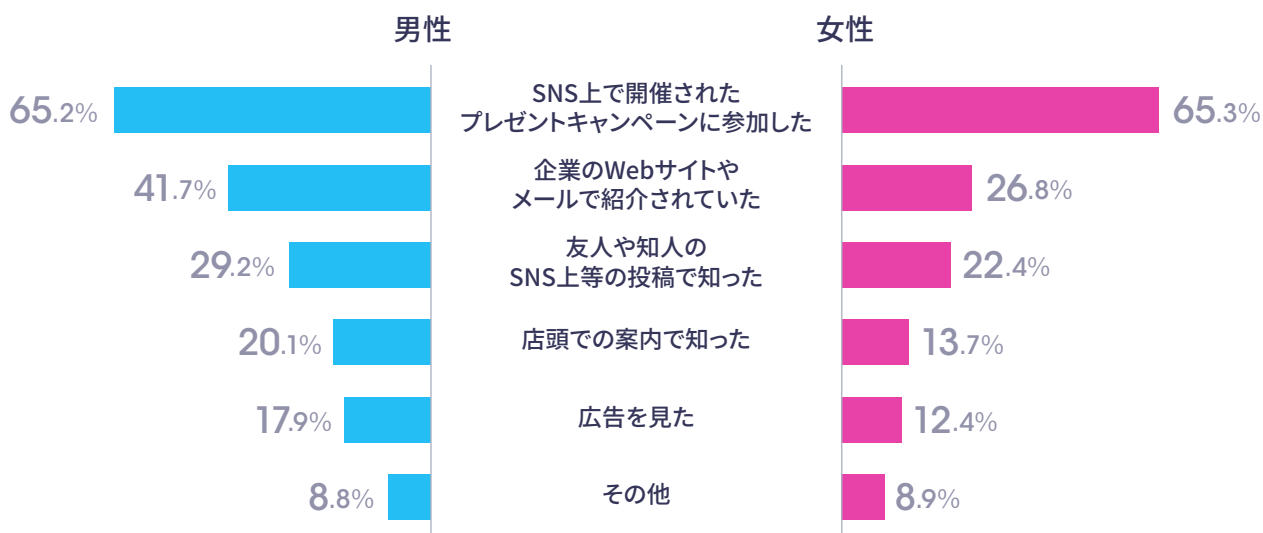 男性
女性
65.2%
SNS上で開催された
プレゼントキャンペーンに参加した
65.3%
41.7%
企業のWebサイトや
メールで紹介されていた
26.8%
29.2%
友人や知人の
SNS上等の投稿で知った
22.4%
20.1%
店頭での案内で知った
13.7%
17.9%
広告を見た
12.4%
8.8%
その他
8.9%